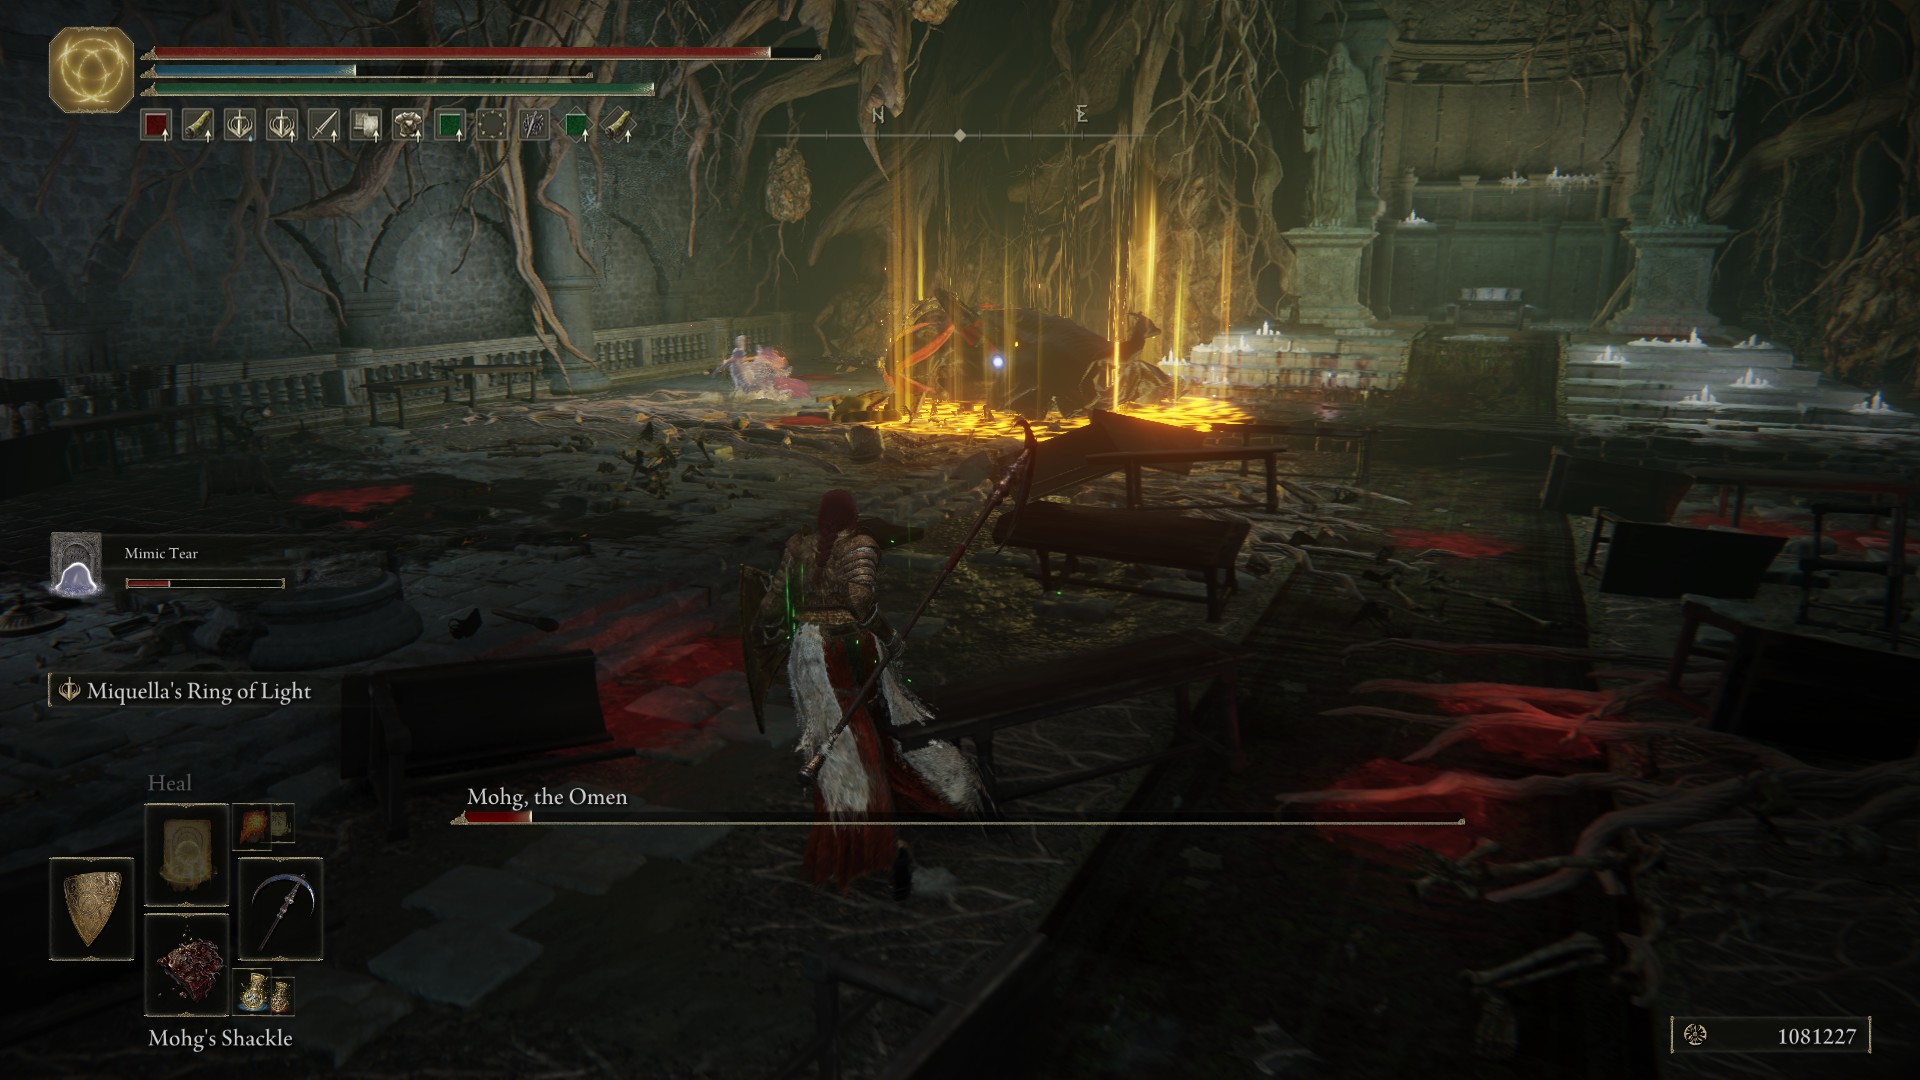 N
E
Mimic Tear
Miquella's Ring of Light
Heal
Mohg, the Omen
Mohg's Shackle
1081227